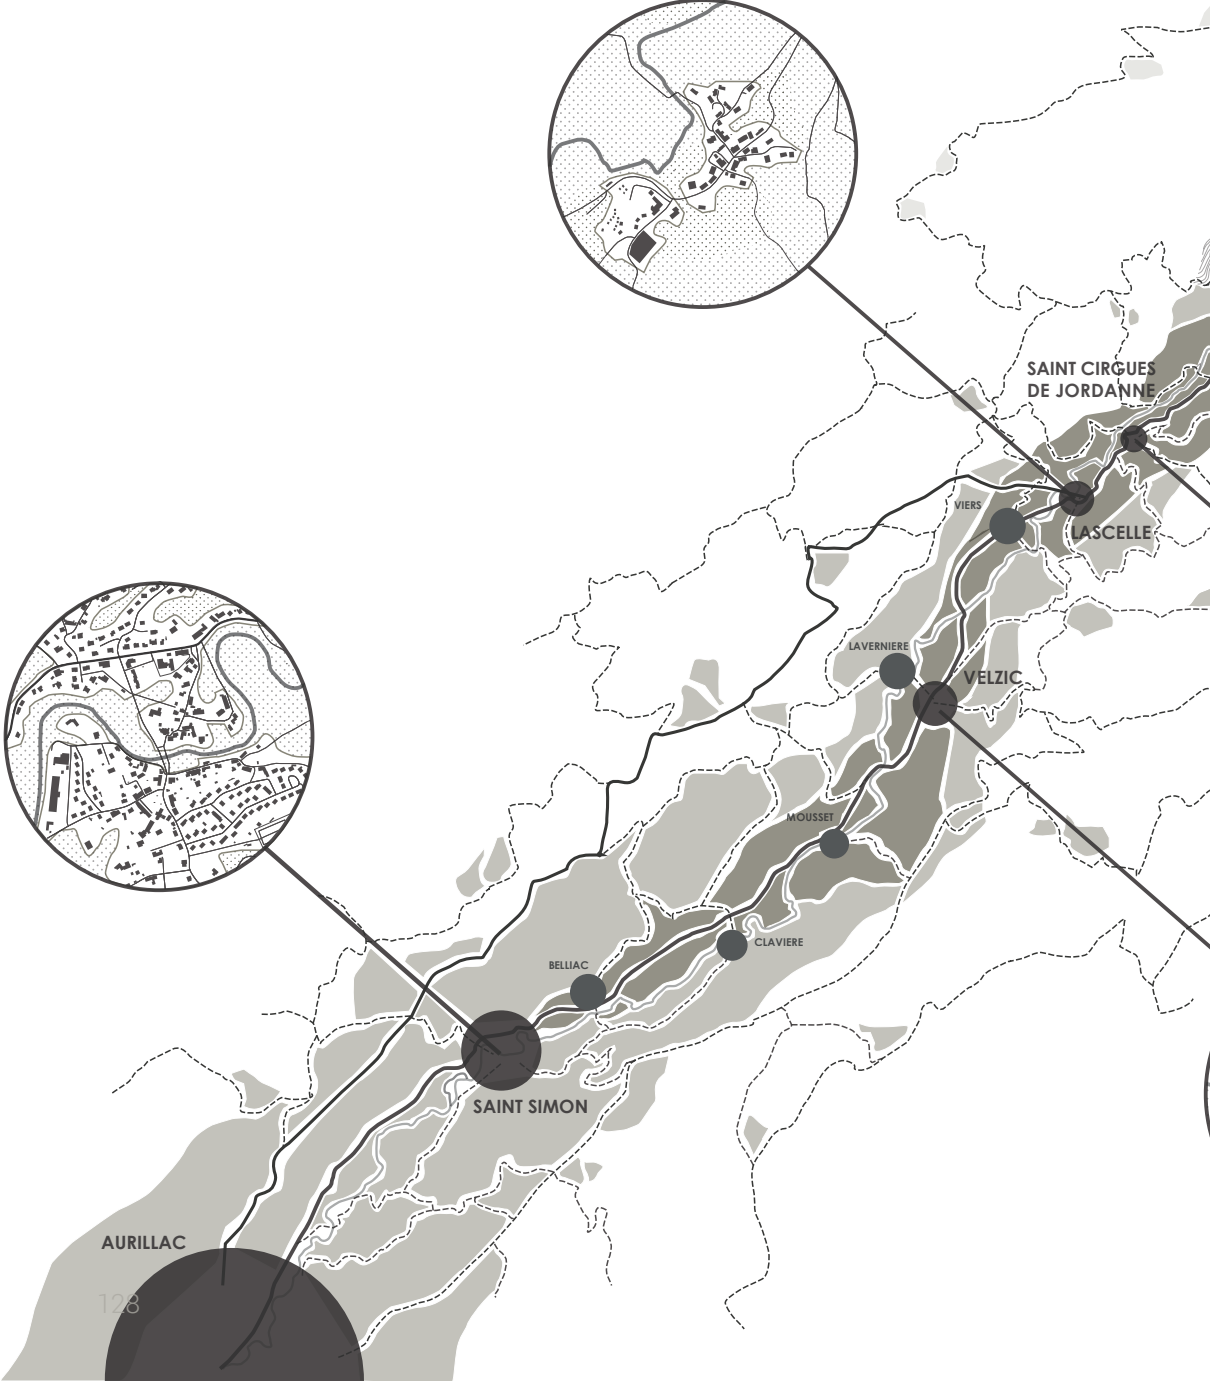 SAINT CIRGUES
DE JORDANNE
VIERS
LASCELLE
LAVERNIERE
VELZIC
MOUSSET
CLAVIERE
BELLIAC
SAINT SIMON
AURILLAC
128